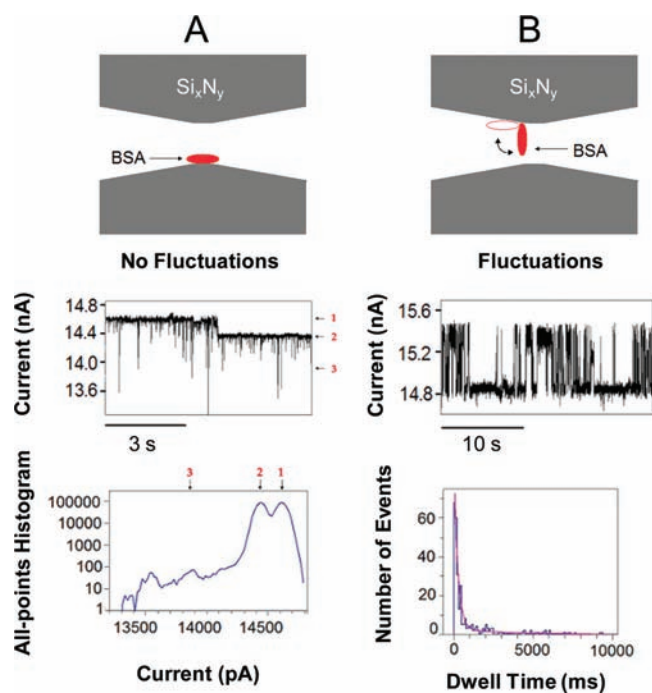 A
B
SixNy
SixNy
BSA
BSA
No Fluctuations
Fluctuations
Current (nA)
14.8
14.4
14.0
13.6
1
2
3
3 s
Current (nA)
15.6
15.2
14.8
10 s
All-points Histogram
3 2 1
100000
10000
1000
100
10
1
13500 14000 14500
Current (pA)
Number of Events
60
40
20
0
0 5000 10000
Dwell Time (ms)